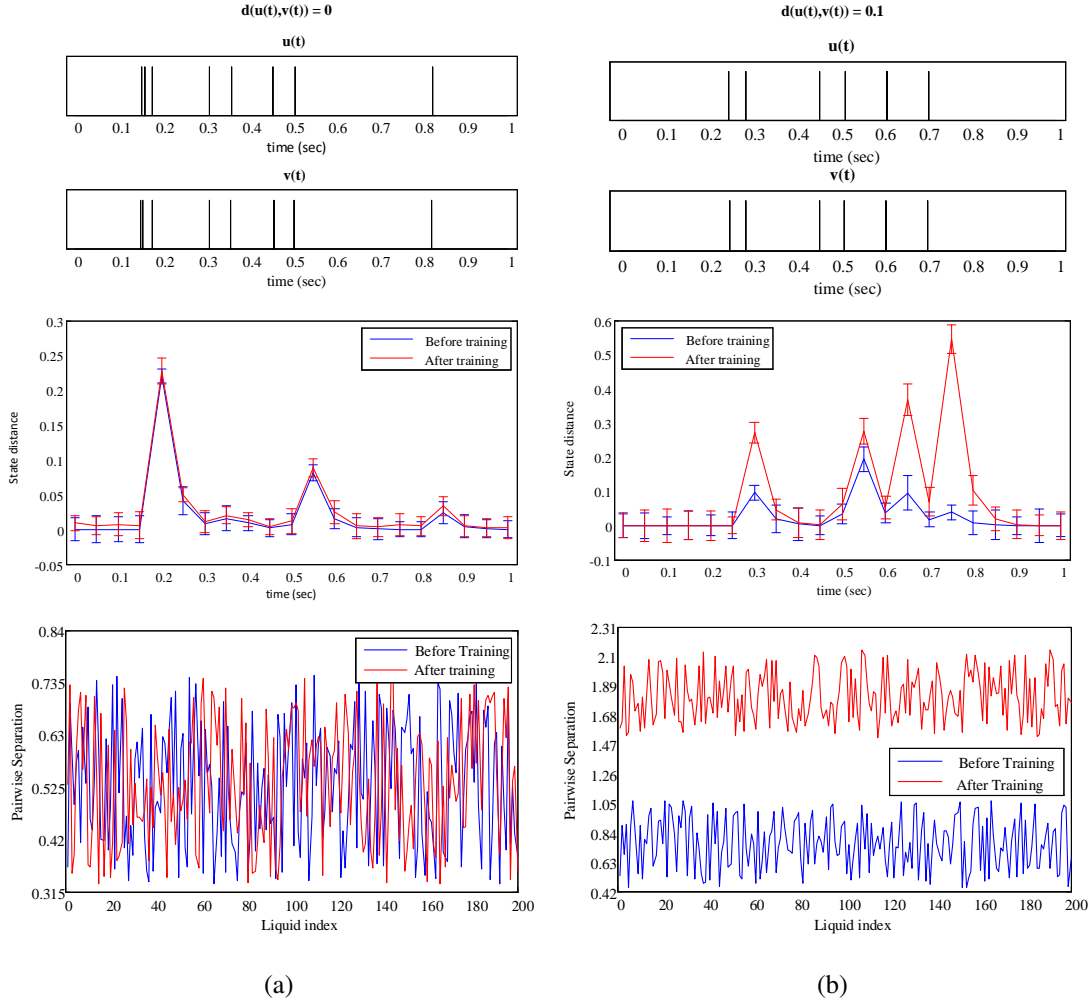 d(u(t),v(t)) = 0
u(t)
0 0.1 0.2 0.3 0.4 0.5 0.6 0.7 0.8 0.9 1
time (sec)
v(t)
0 0.1 0.2 0.3 0.4 0.5 0.6 0.7 0.8 0.9 1
time (sec)
0.3
0.25
0.2
0.15
0.1
0.05
0
-0.05
State distance
Before training
After training
0 0.1 0.2 0.3 0.4 0.5 0.6 0.7 0.8 0.9 1
time (sec)
0.84
0.735
0.63
0.525
0.42
0.315
Pairwise Separation
Before Training
After training
0 20 40 60 80 100 120 140 160 180 200
Liquid index
(a)
d(u(t),v(t)) = 0.1
u(t)
0 0.1 0.2 0.3 0.4 0.5 0.6 0.7 0.8 0.9 1
time (sec)
v(t)
0 0.1 0.2 0.3 0.4 0.5 0.6 0.7 0.8 0.9 1
time (sec)
0.6
0.5
0.4
0.3
0.2
0.1
0
-0.1
State distance
Before training
After training
0 0.1 0.2 0.3 0.4 0.5 0.6 0.7 0.8 0.9 1
time (sec)
2.31
2.1
1.89
1.68
1.47
1.26
1.05
0.84
0.63
0.42
Pairwise Separation
Before Training
After Training
0 20 40 60 80 100 120 140 160 180 200
Liquid index
(b)